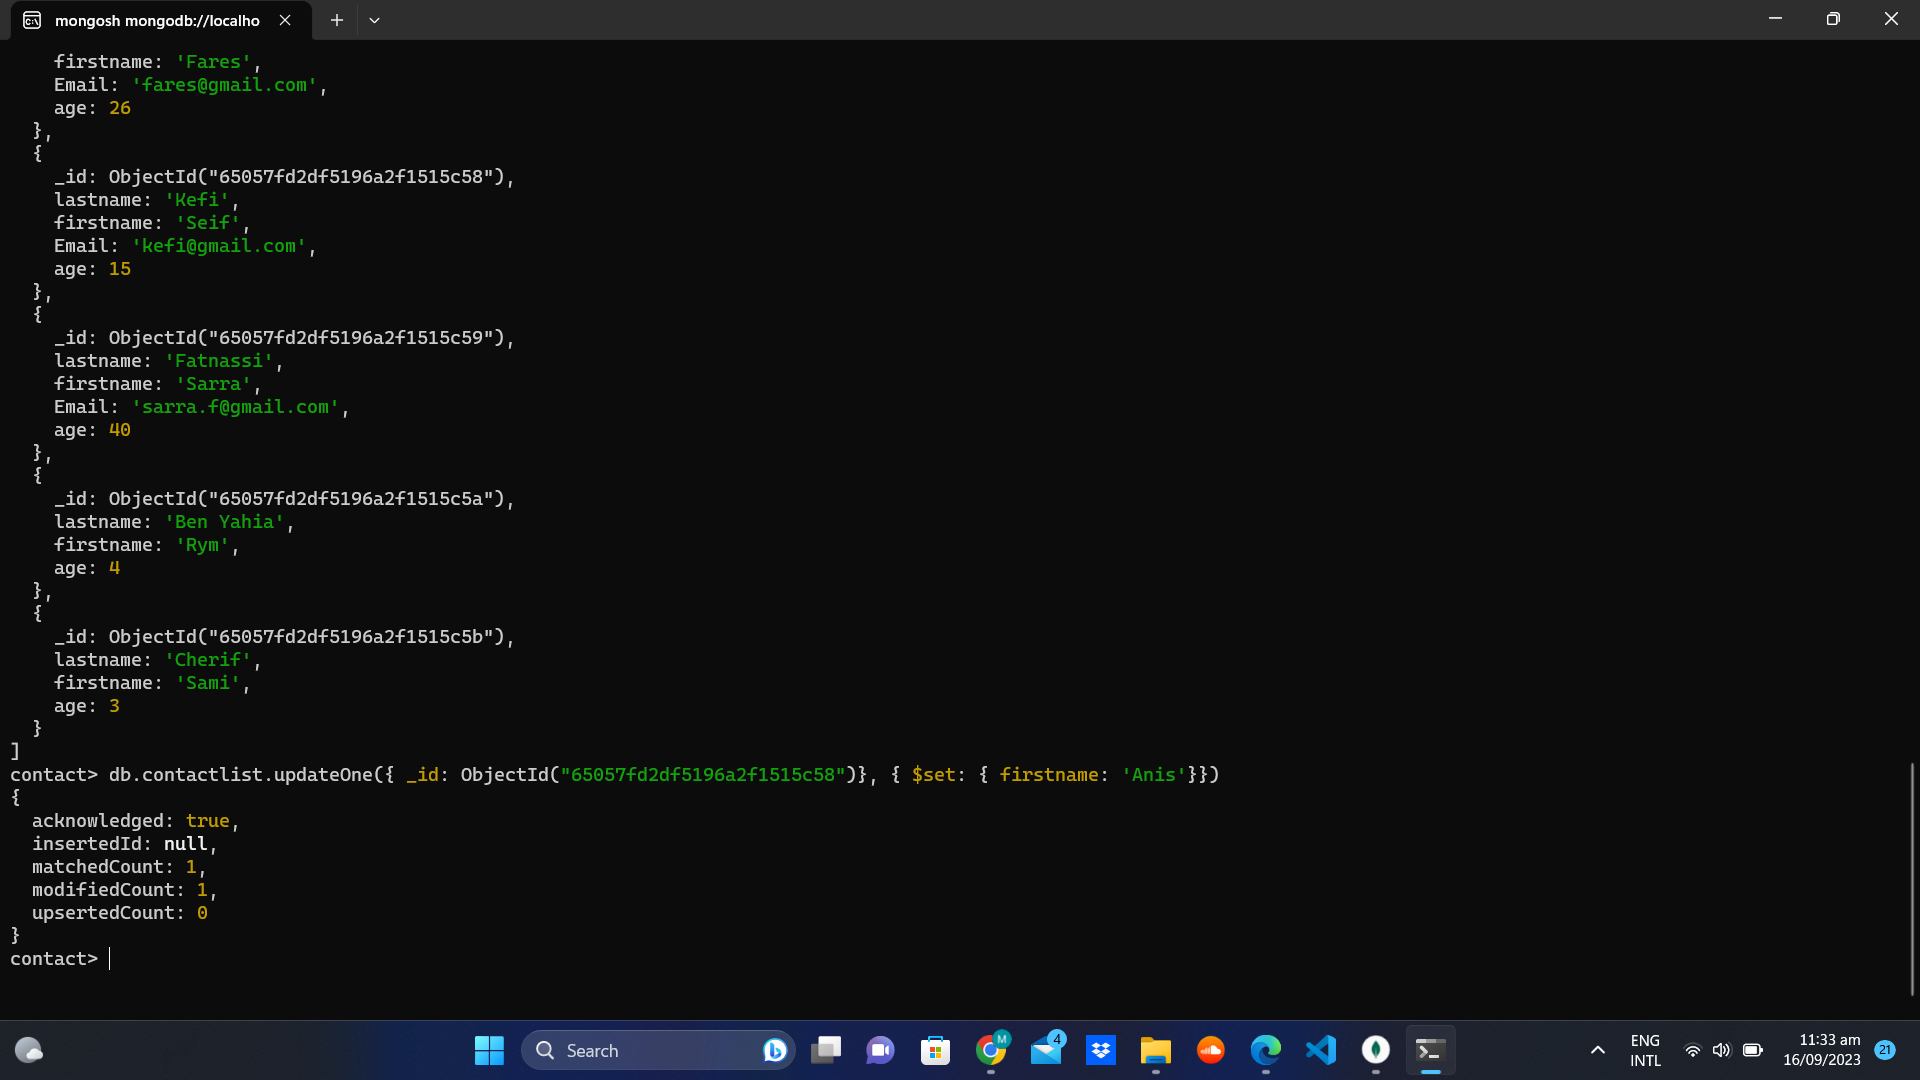 mongosh mongodb://localho
firstname: 'Fares',
Email: 'fares@gmail.com',
age: 26
},
{
_id: ObjectId("65057fd2df5196a2f1515c58"),
lastname: 'Kefi',
firstname: 'Seif',
Email: 'kefi@gmail.com',
age: 15
},
{
_id: ObjectId("65057fd2df5196a2f1515c59"),
lastname: 'Fatnassi',
firstname: 'Sarra',
Email: 'sarra.f@gmail.com',
age: 40
},
{
_id: ObjectId("65057fd2df5196a2f1515c5a"),
lastname: 'Ben Yahia',
firstname: 'Rym',
age: 4
},
{
_id: ObjectId("65057fd2df5196a2f1515c5b"),
lastname: 'Cherif',
firstname: 'Sami',
age: 3
}
]
contact> db.contactlist.updateOne({ _id: ObjectId("65057fd2df5196a2f1515c58")}, { $set: { firstname: 'Anis'}})
{
acknowledged: true,
insertedId: null,
matchedCount: 1,
modifiedCount: 1,
upsertedCount: 0
}
contact>
Search
M
4
ENG
INTL
11:33 am
16/09/2023
21